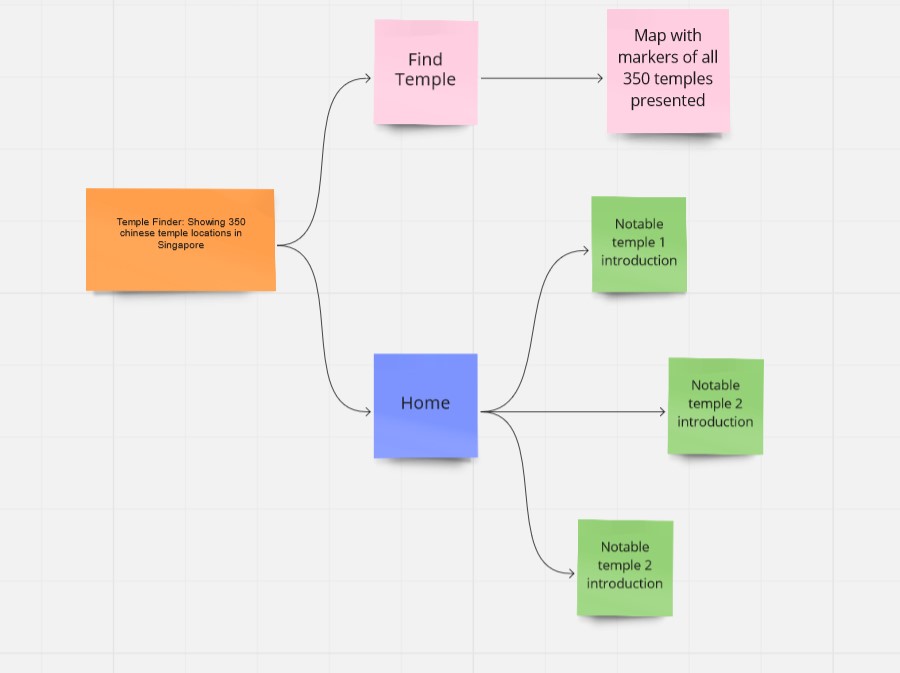 Find
Temple
Map with
markers of all
350 temples
presented
Temple Finder: Showing 350
chinese temple locations in
Singapore
Notable
temple 1
introduction
Home
Notable
temple 2
introduction
Notable
temple 2
introduction